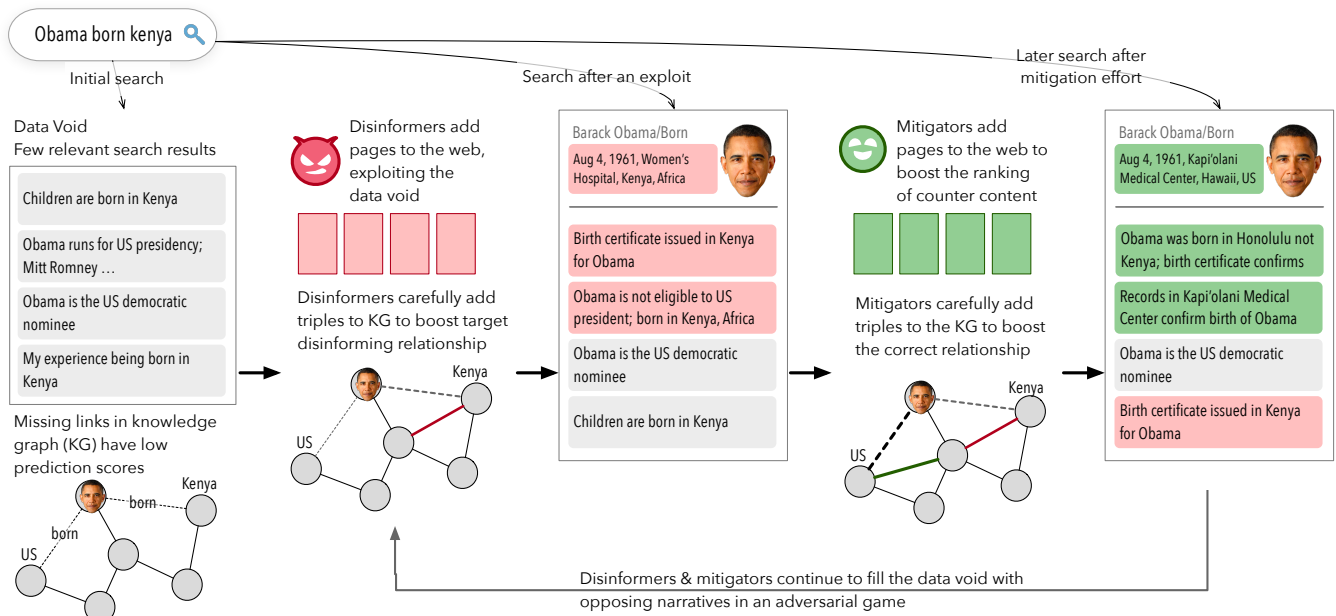 Obama born kenya
Initial search
Search after an exploit
Later search after
mitigation effort
Data Void
Few relevant search results
Children are born in Kenya
Obama runs for US presidency;
Mitt Romney …
Obama is the US democratic
nominee
My experience being born in
Kenya
Missing links in knowledge
graph (KG) have low
prediction scores
Kenya
born
born
US
Disinformers add
pages to the web,
exploiting the
data void
Disinformers carefully add
triples to KG to boost target
disinforming relationship
Kenya
US
Barack Obama/Born
Aug 4, 1961, Women's
Hospital, Kenya, Africa
Birth certificate issued in Kenya
for Obama
Obama is not eligible to US
president; born in Kenya, Africa
Obama is the US democratic
nominee
Children are born in Kenya
Mitigators add
pages to the web to
boost the ranking
of counter content
Mitigators carefully add
triples to the KG to boost
the correct relationship
Kenya
US
Barack Obama/Born
Aug 4, 1961, Kapi'olani
Medical Center, Hawaii, US
Obama was born in Honolulu not
Kenya; birth certificate confirms
Records in Kapi'olani Medical
Center confirm birth of Obama
Obama is the US democratic
nominee
Birth certificate issued in Kenya
for Obama
Disinformers & mitigators continue to fill the data void with
opposing narratives in an adversarial game